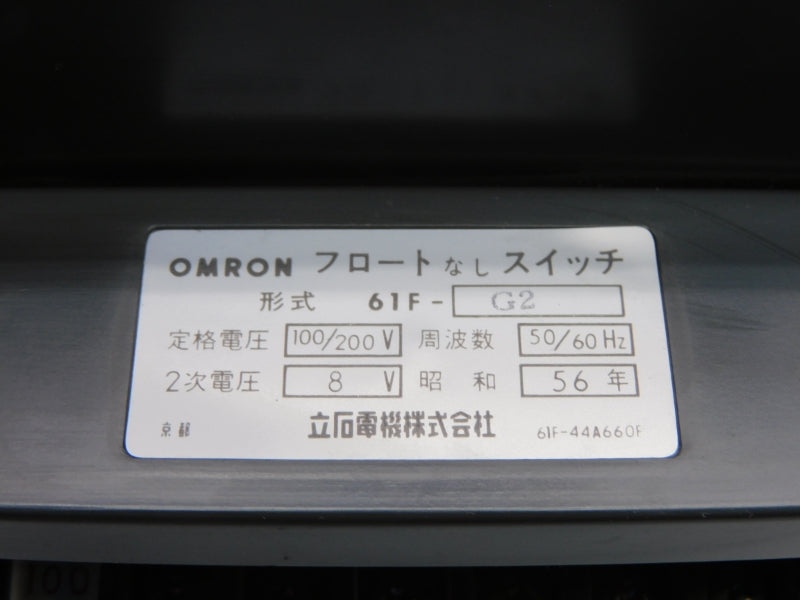 OMRON フロートなしスイッチ
形式 61F- G2
定格電圧 100/200 V 周波数 50/60 Hz
2次電圧 8 V 昭和 56 年
京都 立石電機株式会社 61F-44A660F
100